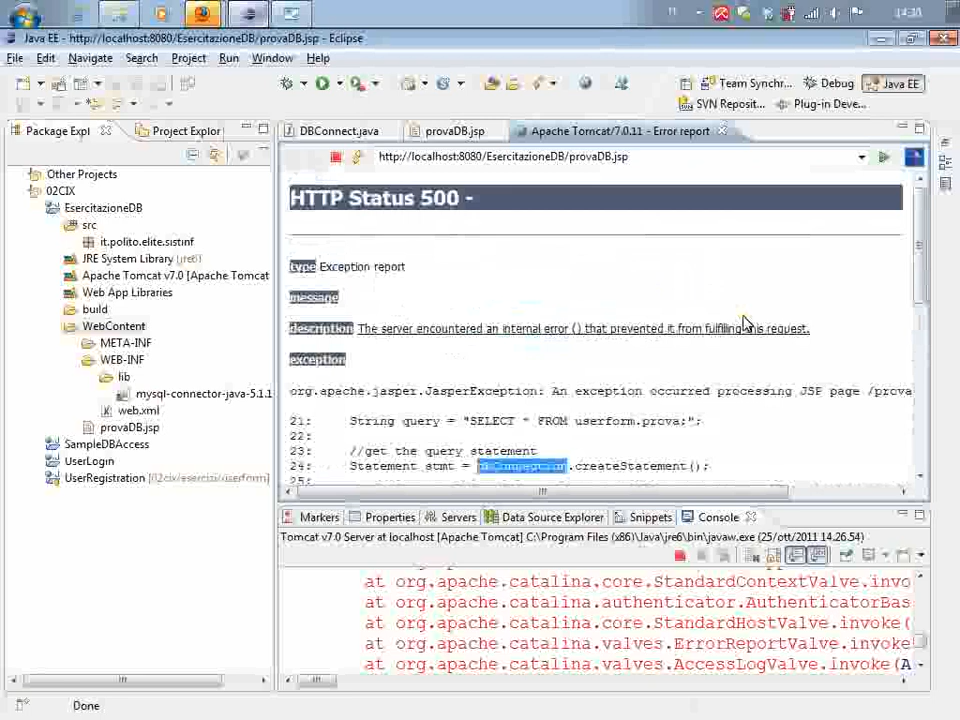 14:30
Java EE - http://localhost:8080/EsercitazioneDB/provaDB.jsp - Eclipse
File Edit Navigate Search Project Run Window Help
Team Synchr... Debug Java EE
SVN Reposit... Plug-in Deve...
Package Expl Project Explor
DBConnect.java provaDB.jsp Apache Tomcat/7.0.11 - Error report
http://localhost:8080/EsercitazioneDB/provaDB.jsp
Other Projects
02CIX
EsercitazioneDB
src
it.polito.elite.sistinf
JRE System Library [jre6]
Apache Tomcat v7.0 [Apache Tomcat
Web App Libraries
build
WebContent
META-INF
WEB-INF
lib
mysql-connector-java-5.1.1
web.xml
provaDB.jsp
SampleDBAccess
UserLogin
UserRegistration [02cix/esercizi/userform]
HTTP Status 500 -
type Exception report
message
description The server encountered an internal error () that prevented it from fulfilling this request.
exception
org.apache.jasper.JasperException: An exception occurred processing JSP page /prova
21: String query = "SELECT * FROM userform.prova;";
22:
23: //get the query statement
24: Statement stmt = .createStatement();
25:
Markers Properties Servers Data Source Explorer Snippets Console
Tomcat v7.0 Server at localhost [Apache Tomcat] C:\Program Files (x86)\Java\jre6\bin\javaw.exe (25/ott/2011 14.26.54)
at org.apache.catalina.core.StandardContextValve.invo
at org.apache.catalina.authenticator.AuthenticatorBas
at org.apache.catalina.core.StandardHostValve.invoke(
at org.apache.catalina.valves.ErrorReportValve.invoke
at org.apache.catalina.valves.AccessLogValve.invoke(A
Done